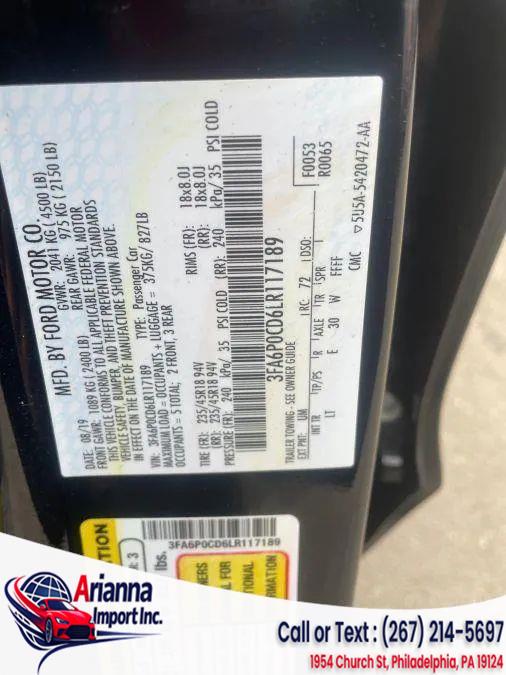 MFD. BY FORD MOTOR CO.
08/19 GVWR: 2041 KG (4500 LB)
FRONT GAWR: 1089 KG (2400 LB) REAR GAWR: 975 KG (2150 LB)
THIS VEHICLE CONFORMS TO ALL APPLICABLE FEDERAL MOTOR
VEHICLE SAFETY, BUMPER, AND THEFT PREVENTION STANDARDS
IN EFFECT ON THE DATE OF MANUFACTURE SHOWN ABOVE.
VIN: 3FA6P0CD6LR117189 TYPE: Passenger Car
MAXIMUM LOAD = OCCUPANTS + LUGGAGE = 375KG/ 827LB
OCCUPANTS = 5 TOTAL; 2 FRONT, 3 REAR
TIRE (FR): 235/45R18 94V RIMS (FR): 18x8.0J
(RR): 235/45R18 94V (RR): 18x8.0J
PRESSURE (FR): 240 kPa/ 35 PSI COLD (RR): 240 kPa/35 PSI COLD
3FA6P0CD6LR117189
F0053
R0065
TRAILER TOWING - SEE OWNER GUIDE
EXT PNT: UM RC: 72 DSO:
INT TR TP/PS R AXLE TR SPR
LT E 30 W FFFF
CMC ▽5U5A-5420472-AA
3FA6P0CD6LR117189
lbs.
Arianna
Import Inc.
Call or Text : (267) 214-5697
1954 Church St, Philadelphia, PA 19124